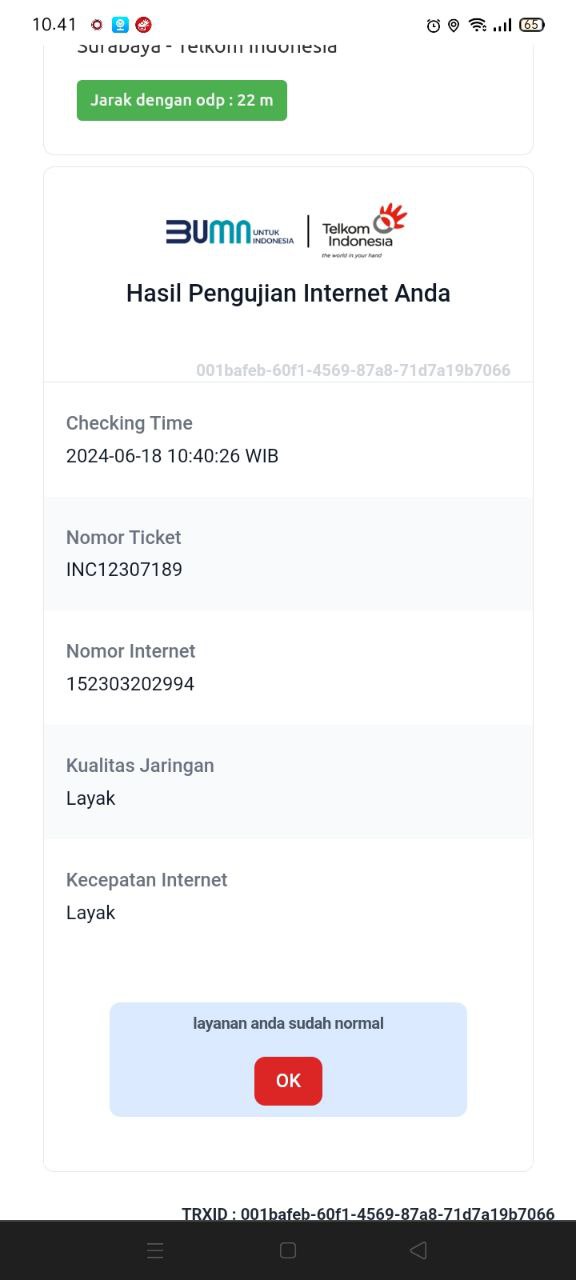 10.41
65
Surabaya - Telkom Indonesia
Jarak dengan odp : 22 m
BUMN UNTUK INDONESIA
Telkom Indonesia
the world in your hand
Hasil Pengujian Internet Anda
001bafeb-60f1-4569-87a8-71d7a19b7066
Checking Time
2024-06-18 10:40:26 WIB
Nomor Ticket
INC12307189
Nomor Internet
152303202994
Kualitas Jaringan
Layak
Kecepatan Internet
Layak
layanan anda sudah normal
OK
TRXID : 001bafeb-60f1-4569-87a8-71d7a19b7066